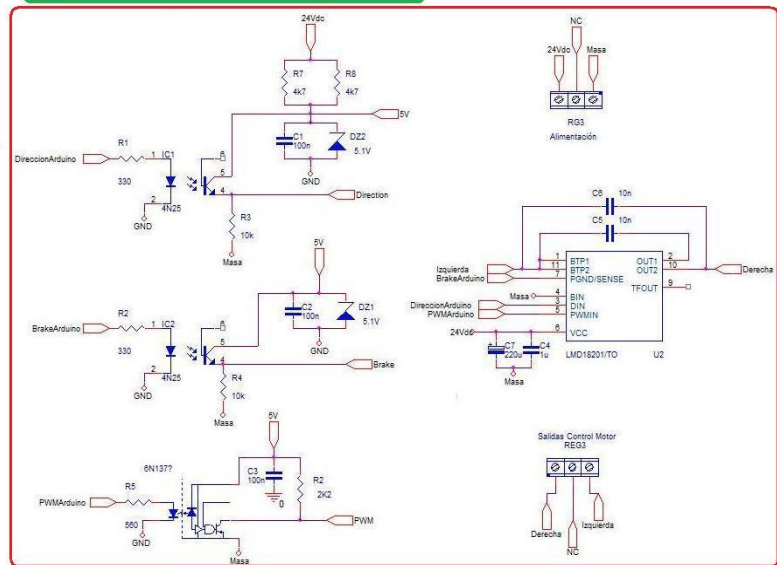 24Vdc
R7
4k7
R8
4k7
5V
C1
100n
DZ2
5.1V
GND
R1
DireccionArduino
330
1
IC1
2
4N25
GND
6
5
4
Direction
R3
10k
Masa
5V
C2
100n
DZ1
5.1V
GND
R2
BrakeArduino
330
1
IC2
2
4N25
GND
6
5
4
Brake
R4
10k
Masa
5V
6N137?
C3
100n
0
R2
2K2
R5
PWMArduino
560
GND
PWM
Masa
NC
24Vdc
Masa
RG3
Alimentación
C6
10n
C5
10n
Izquierda
BrakeArduino
1
11
7
BTP1
BTP2
PGND/SENSE
OUT1
OUT2
TFOUT
2
10
9
Derecha
Masa
DireccionArduino
PWMArduino
4
3
5
BIN
DIN
PWMIN
24Vdc
6
VCC
C7
220u
C4
1u
Masa
LMD18201/TO
U2
Salidas Control Motor
REG3
Derecha
NC
Izquierda